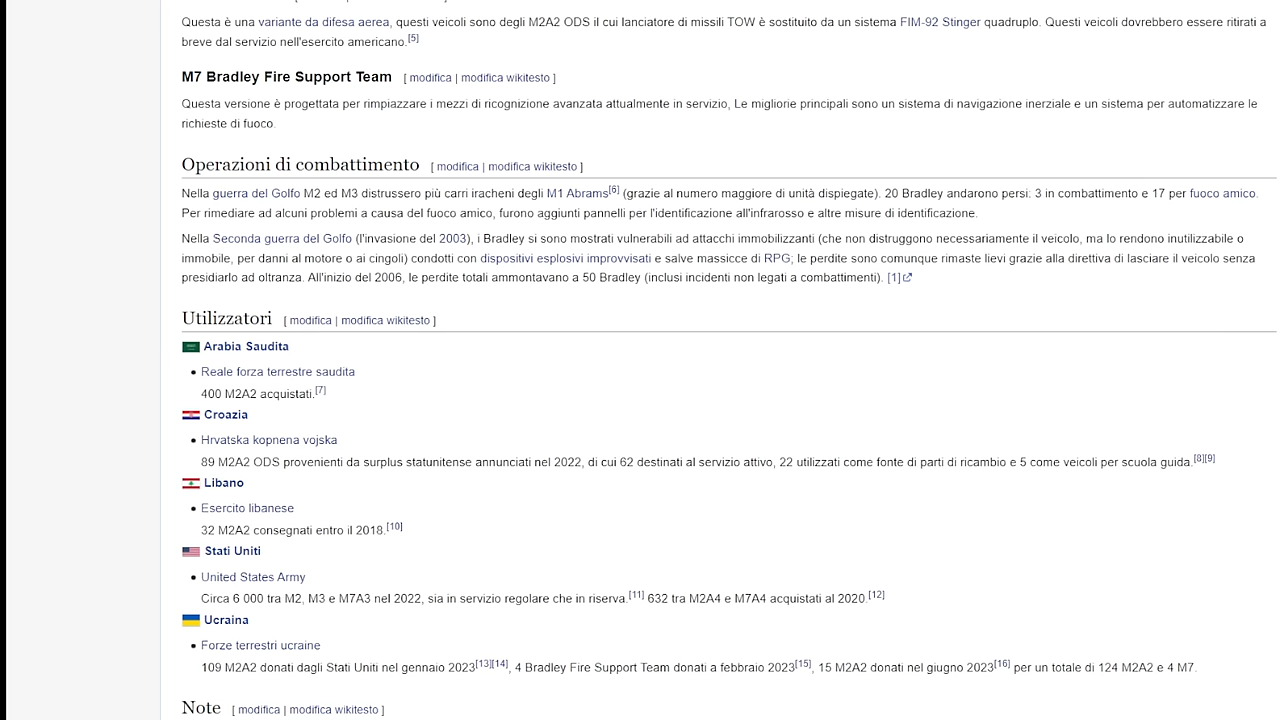 Questa è una variante da difesa aerea, questi veicoli sono degli M2A2 ODS il cui lanciatore di missili TOW è sostituito da un sistema FIM-92 Stinger quadruplo. Questi veicoli dovrebbero essere ritirati a
breve dal servizio nell'esercito americano.[5]
M7 Bradley Fire Support Team [ modifica | modifica wikitesto ]
Questa versione è progettata per rimpiazzare i mezzi di ricognizione avanzata attualmente in servizio, Le migliorie principali sono un sistema di navigazione inerziale e un sistema per automatizzare le
richieste di fuoco.
Operazioni di combattimento [ modifica | modifica wikitesto ]
Nella guerra del Golfo M2 ed M3 distrussero più carri iracheni degli M1 Abrams[6] (grazie al numero maggiore di unità dispiegate). 20 Bradley andarono persi: 3 in combattimento e 17 per fuoco amico.
Per rimediare ad alcuni problemi a causa del fuoco amico, furono aggiunti pannelli per l'identificazione all'infrarosso e altre misure di identificazione.
Nella Seconda guerra del Golfo (l'invasione del 2003), i Bradley si sono mostrati vulnerabili ad attacchi immobilizzanti (che non distruggono necessariamente il veicolo, ma lo rendono inutilizzabile o
immobile, per danni al motore o ai cingoli) condotti con dispositivi esplosivi improvvisati e salve massicce di RPG; le perdite sono comunque rimaste lievi grazie alla direttiva di lasciare il veicolo senza
presidiarlo ad oltranza. All'inizio del 2006, le perdite totali ammontavano a 50 Bradley (inclusi incidenti non legati a combattimenti). [1]
Utilizzatori [ modifica | modifica wikitesto ]
Arabia Saudita
• Reale forza terrestre saudita
400 M2A2 acquistati.[7]
Croazia
• Hrvatska kopnena vojska
89 M2A2 ODS provenienti da surplus statunitense annunciati nel 2022, di cui 62 destinati al servizio attivo, 22 utilizzati come fonte di parti di ricambio e 5 come veicoli per scuola guida.[8][9]
Libano
• Esercito libanese
32 M2A2 consegnati entro il 2018.[10]
Stati Uniti
• United States Army
Circa 6 000 tra M2, M3 e M7A3 nel 2022, sia in servizio regolare che in riserva.[11] 632 tra M2A4 e M7A4 acquistati al 2020.[12]
Ucraina
• Forze terrestri ucraine
109 M2A2 donati dagli Stati Uniti nel gennaio 2023[13][14], 4 Bradley Fire Support Team donati a febbraio 2023[15], 15 M2A2 donati nel giugno 2023[16] per un totale di 124 M2A2 e 4 M7.
Note [ modifica | modifica wikitesto ]